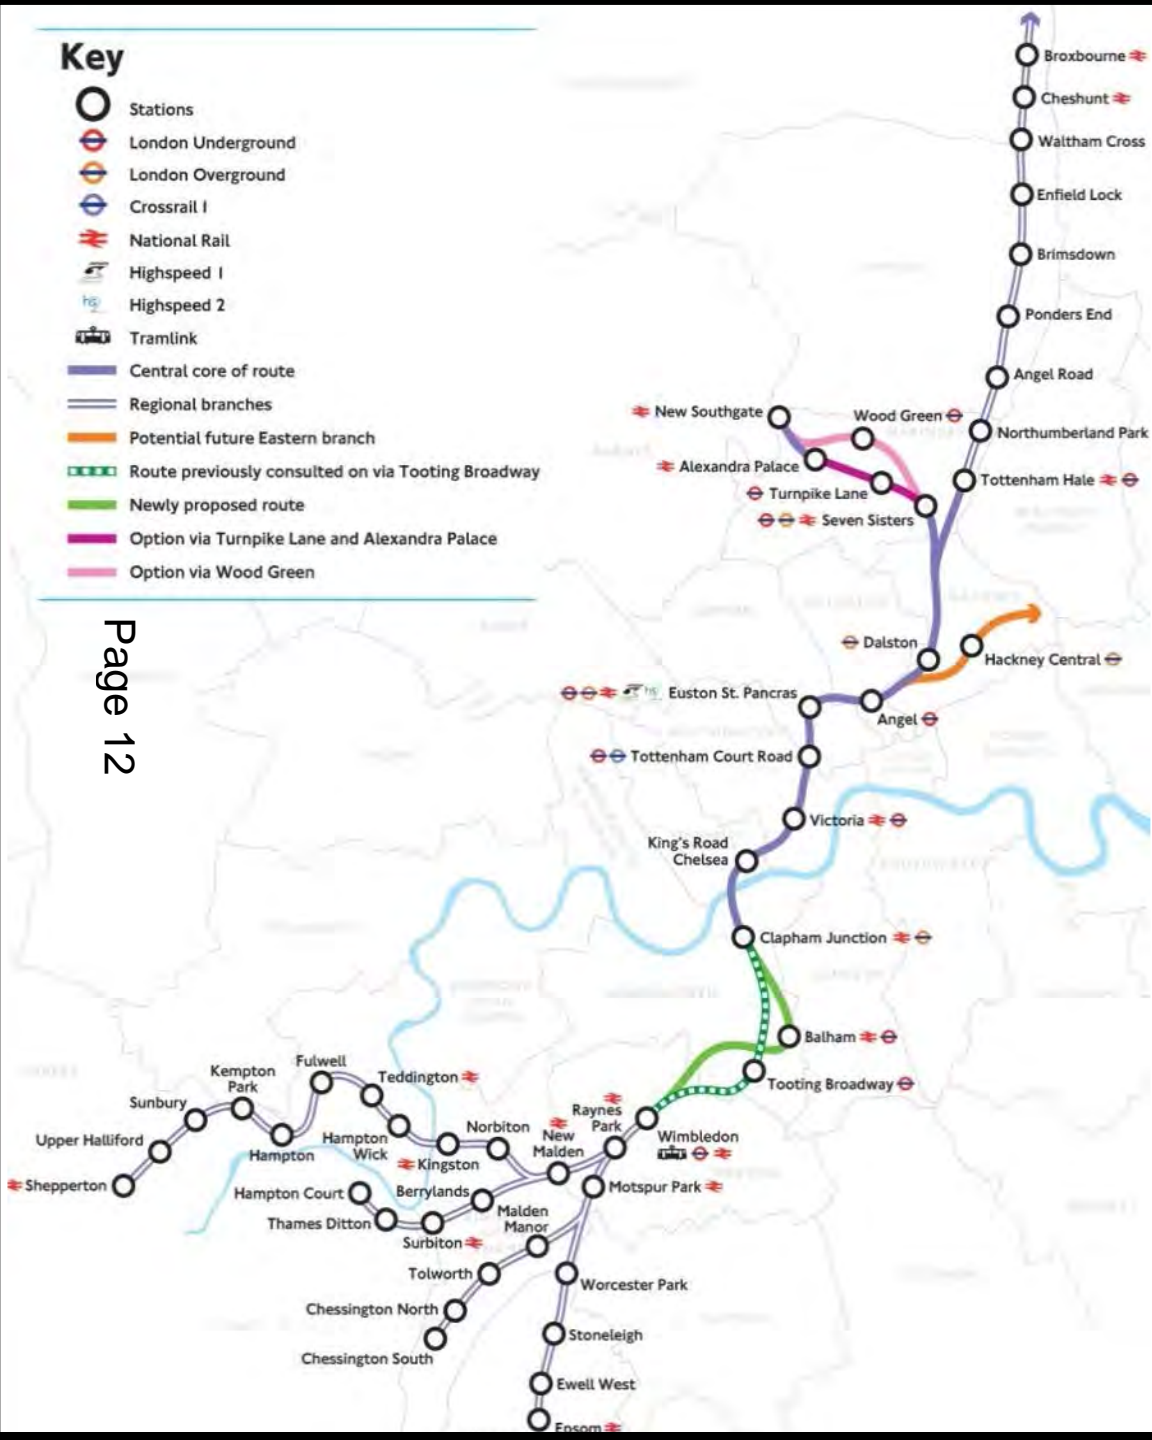 Key
Stations
London Underground
London Overground
Crossrail 1
National Rail
Highspeed 1
hs2
Highspeed 2
Tramlink
Central core of route
Regional branches
Potential future Eastern branch
Route previously consulted on via Tooting Broadway
Newly proposed route
Option via Turnpike Lane and Alexandra Palace
Option via Wood Green
Page 12
Broxbourne
Cheshunt
Waltham Cross
Enfield Lock
Brimsdown
Ponders End
Angel Road
New Southgate
Wood Green
Northumberland Park
Alexandra Palace
Tottenham Hale
Turnpike Lane
Seven Sisters
Dalston
Hackney Central
Euston St. Pancras
Angel
Tottenham Court Road
Victoria
King's Road
Chelsea
Clapham Junction
Balham
Tooting Broadway
Fulwell
Kempton
Park
Teddington
Sunbury
Raynes
Park
Upper Halliford
Hampton
Hampton
Wick
Norbiton
New
Malden
Wimbledon
Kingston
Shepperton
Hampton Court
Berrylands
Motspur Park
Thames Ditton
Malden
Manor
Surbiton
Tolworth
Worcester Park
Chessington North
Stoneleigh
Chessington South
Ewell West
Epsom